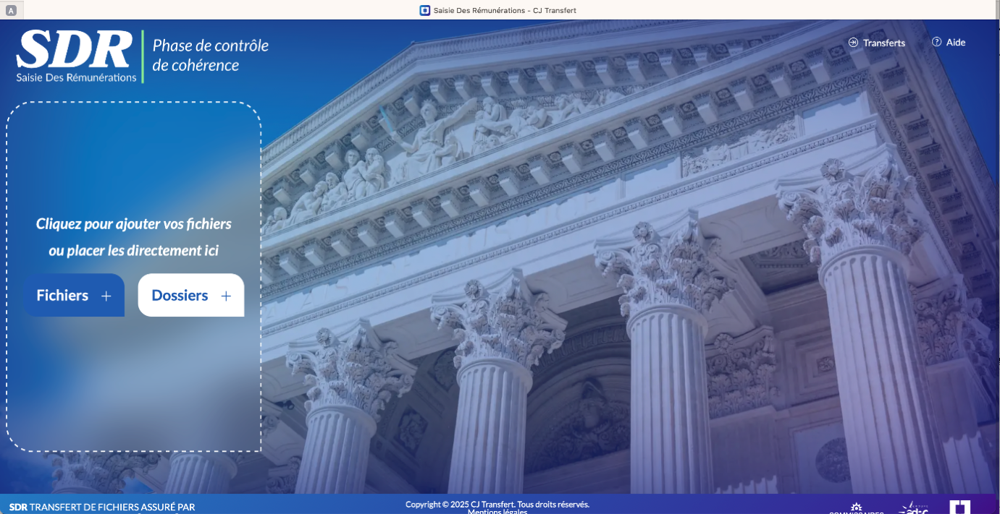 A
Saisie Des Rémunérations - CJ Transfert
SDR
Saisie Des Rémunérations
Phase de contrôle
de cohérence
Transferts
Aide
Cliquez pour ajouter vos fichiers
ou placer les directement ici
Fichiers +
Dossiers +
SDR TRANSFERT DE FICHIERS ASSURÉ PAR
Copyright © 2025 CJ Transfert. Tous droits réservés.
Mentions légales
COMMISSAIRES